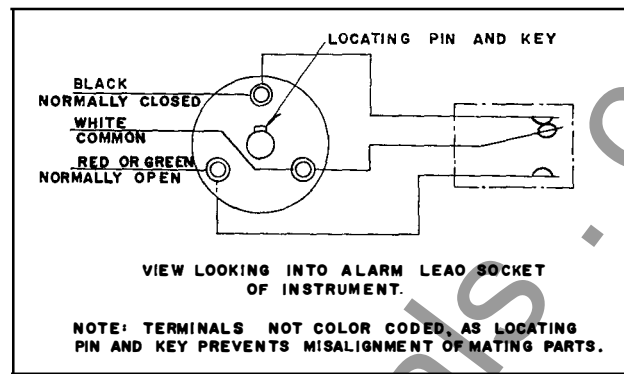 LOCATING PIN AND KEY
BLACK
NORMALLY CLOSED
WHITE
COMMON
RED OR GREEN
NORMALLY OPEN
VIEW LOOKING INTO ALARM LEAO SOCKET
OF INSTRUMENT.
NOTE: TERMINALS NOT COLOR CODED, AS LOCATING
PIN AND KEY PREVENTS MISALIGNMENT OF MATING PARTS.